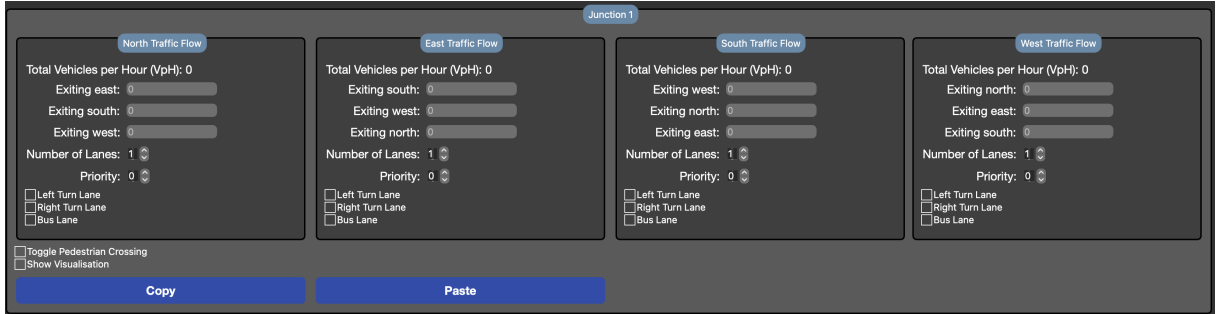 Junction 1
North Traffic Flow
Total Vehicles per Hour (VpH): 0
Exiting east: 0
Exiting south: 0
Exiting west: 0
Number of Lanes: 1
Priority: 0
Left Turn Lane
Right Turn Lane
Bus Lane
East Traffic Flow
Total Vehicles per Hour (VpH): 0
Exiting south: 0
Exiting west: 0
Exiting north: 0
Number of Lanes: 1
Priority: 0
Left Turn Lane
Right Turn Lane
Bus Lane
South Traffic Flow
Total Vehicles per Hour (VpH): 0
Exiting west: 0
Exiting north: 0
Exiting east: 0
Number of Lanes: 1
Priority: 0
Left Turn Lane
Right Turn Lane
Bus Lane
West Traffic Flow
Total Vehicles per Hour (VpH): 0
Exiting north: 0
Exiting east: 0
Exiting south: 0
Number of Lanes: 1
Priority: 0
Left Turn Lane
Right Turn Lane
Bus Lane
Toggle Pedestrian Crossing
Show Visualisation
Copy
Paste